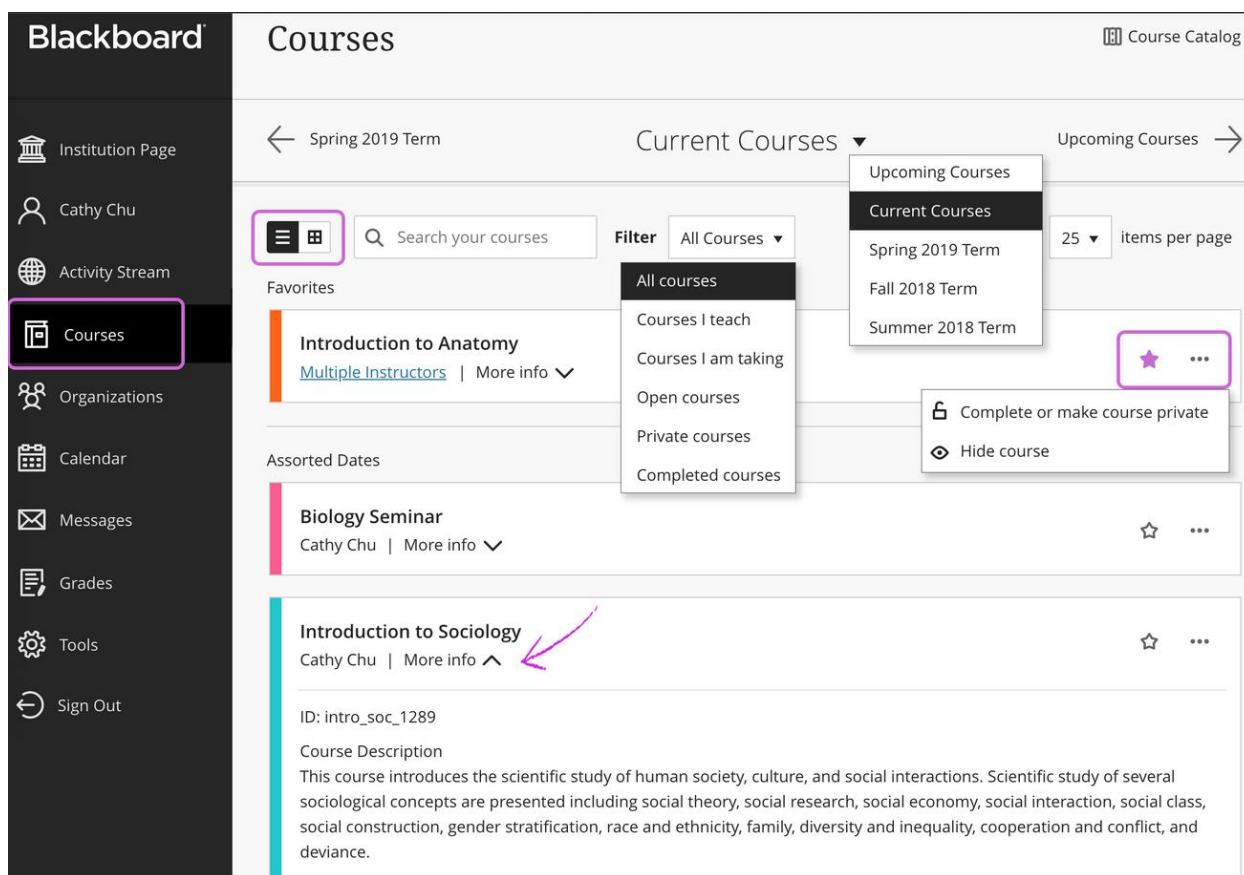 Blackboard
Institution Page
Cathy Chu
Activity Stream
Courses
Organizations
Calendar
Messages
Grades
Tools
Sign Out
Courses
Course Catalog
Spring 2019 Term
Current Courses
Upcoming Courses
Upcoming Courses
Current Courses
Spring 2019 Term
Fall 2018 Term
Summer 2018 Term
Search your courses
Filter
All Courses
25
items per page
All courses
Courses I teach
Courses I am taking
Open courses
Private courses
Completed courses
Favorites
Introduction to Anatomy
Multiple Instructors | More info
Complete or make course private
Hide course
Assorted Dates
Biology Seminar
Cathy Chu | More info
Introduction to Sociology
Cathy Chu | More info
ID: intro_soc_1289
Course Description
This course introduces the scientific study of human society, culture, and social interactions. Scientific study of several
sociological concepts are presented including social theory, social research, social economy, social interaction, social class,
social construction, gender stratification, race and ethnicity, family, diversity and inequality, cooperation and conflict, and
deviance.